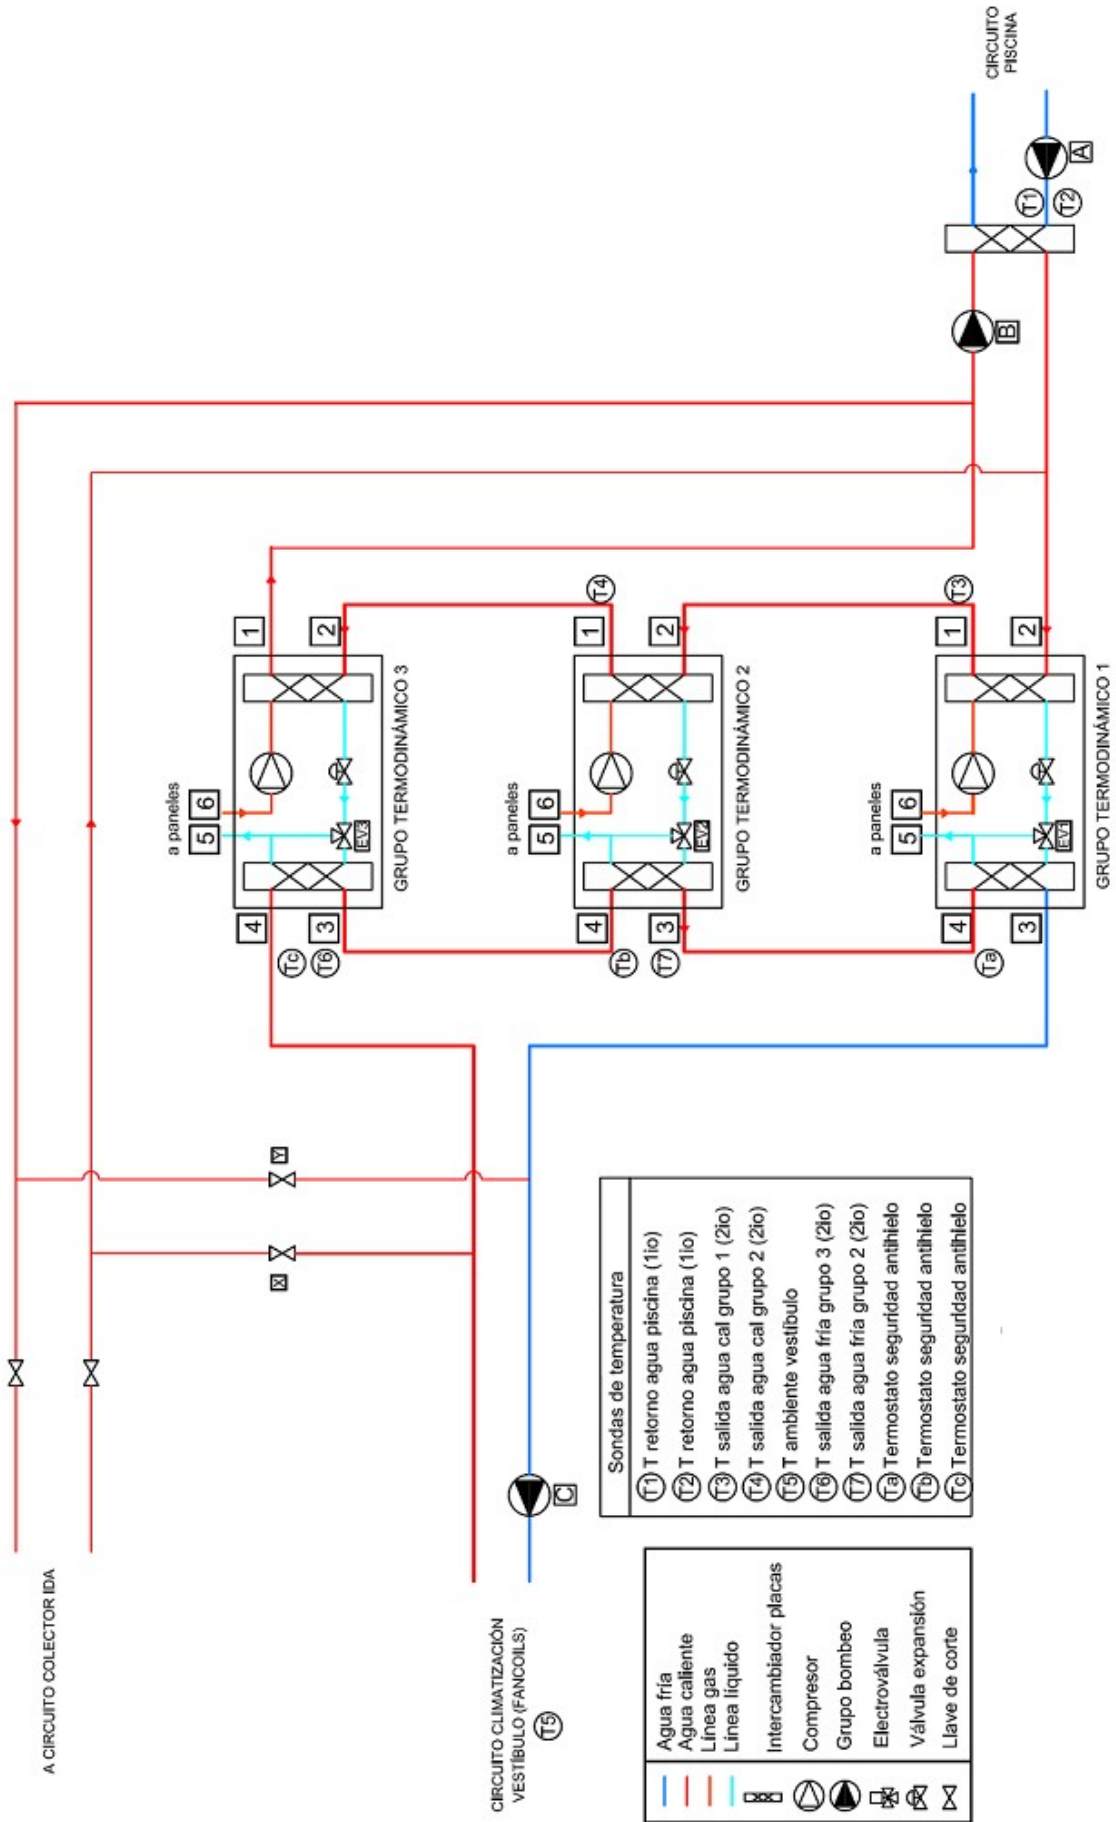 A CIRCUITO COLECTOR IDA
CIRCUITO CLIMATIZACIÓN
VESTÍBULO (FANCOILS)
T5
C
X
Y
a paneles
5
6
4
3
1
2
Tc
T6
EV3
GRUPO TERMODINÁMICO 3
a paneles
5
6
4
3
1
2
Tb
T7
T4
EV2
GRUPO TERMODINÁMICO 2
a paneles
5
6
4
3
1
2
Ta
T3
EV1
GRUPO TERMODINÁMICO 1
B
T1
T2
A
CIRCUITO
PISCINA
Agua fría
Agua caliente
Línea gas
Línea líquido
Intercambiador placas
Compresor
Grupo bombeo
Electroválvula
Válvula expansión
Llave de corte
Sondas de temperatura
T1 T retorno agua piscina (1io)
T2 T retorno agua piscina (1io)
T3 T salida agua cal grupo 1 (2io)
T4 T salida agua cal grupo 2 (2io)
T5 T ambiente vestíbulo
T6 T salida agua fría grupo 3 (2io)
T7 T salida agua fría grupo 2 (2io)
Ta Termostato seguridad antihielo
Tb Termostato seguridad antihielo
Tc Termostato seguridad antihielo